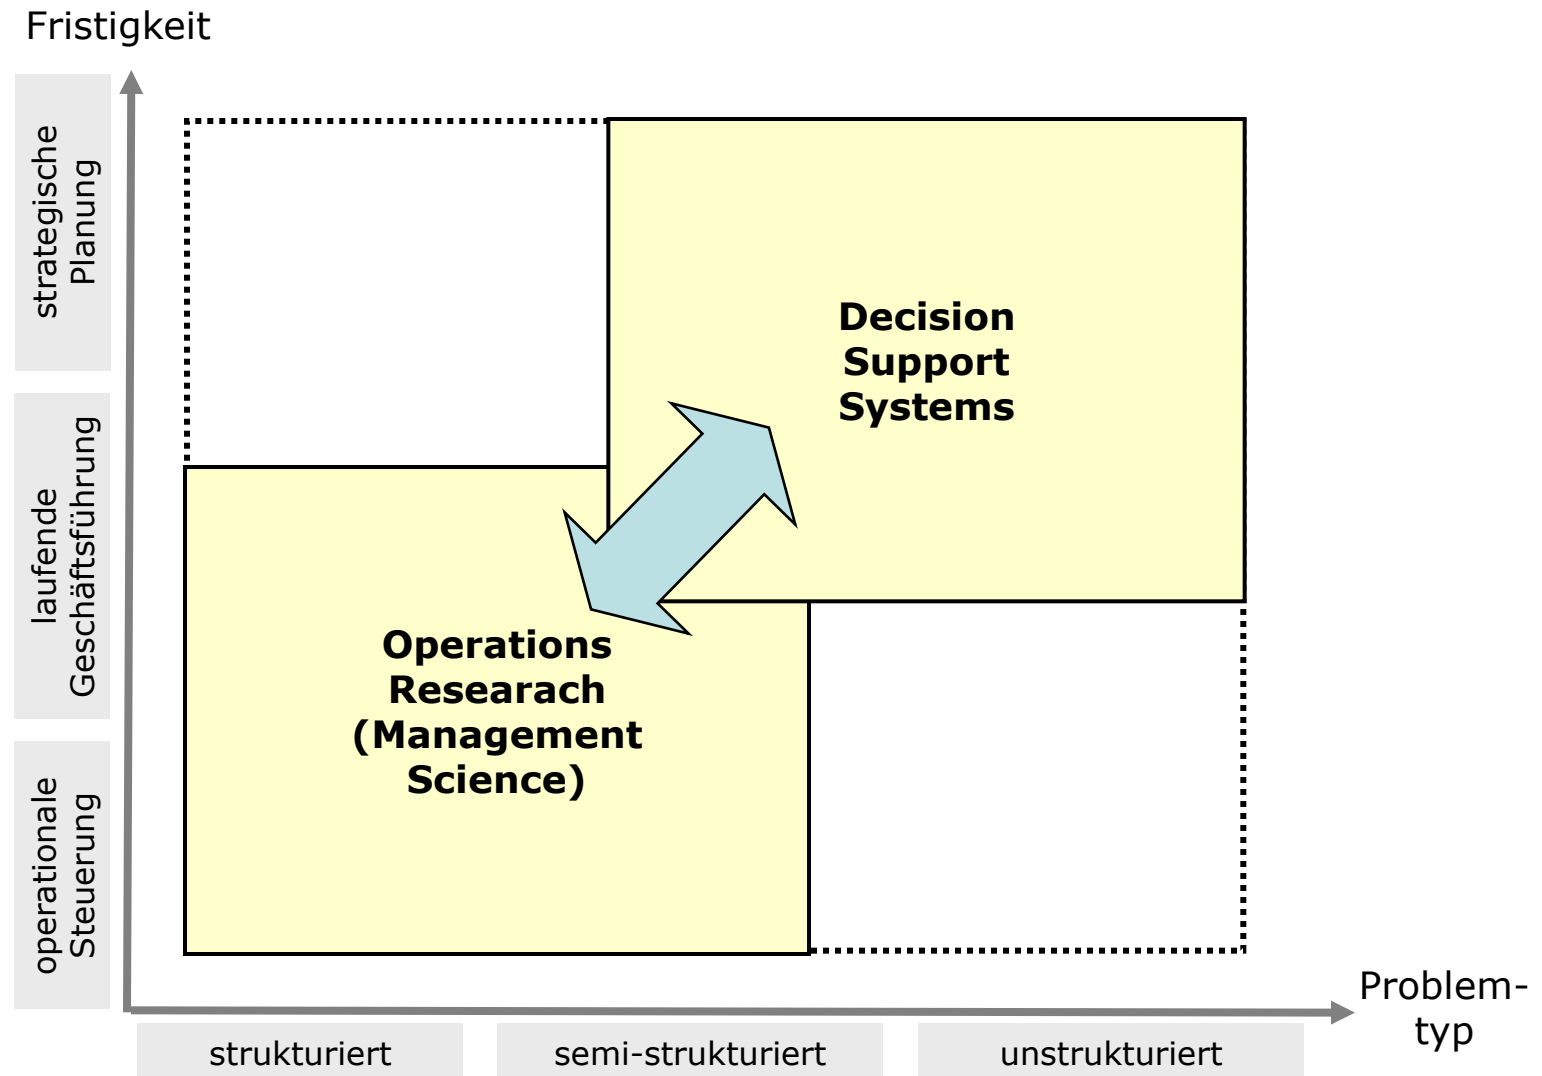 Fristigkeit
strategische
Planung
laufende
Geschäftsführung
operationale
Steuerung
Decision
Support
Systems
Operations
Researach
(Management
Science)
Problem-
typ
strukturiert
semi-strukturiert
unstrukturiert